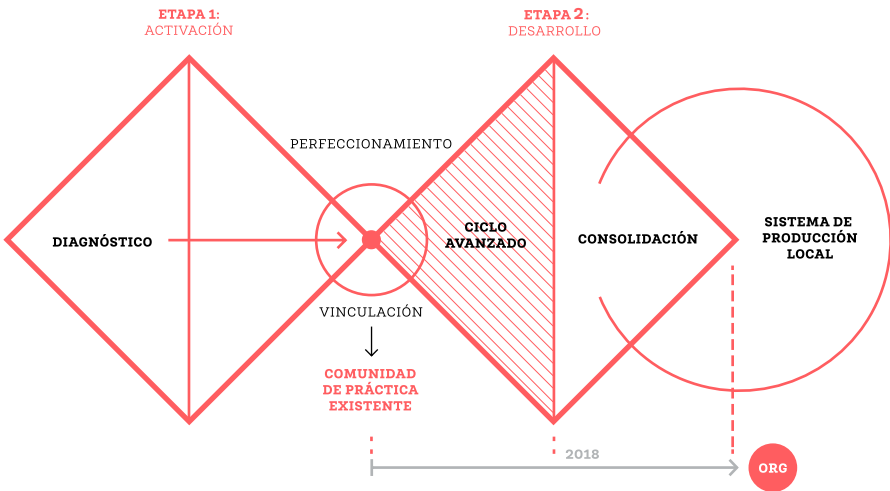 ETAPA 1:
ACTIVACIÓN
ETAPA 2:
DESARROLLO
PERFECCIONAMIENTO
DIAGNÓSTICO
CICLO
AVANZADO
CONSOLIDACIÓN
SISTEMA DE
PRODUCCIÓN
LOCAL
VINCULACIÓN
COMUNIDAD
DE PRÁCTICA
EXISTENTE
2018
ORG